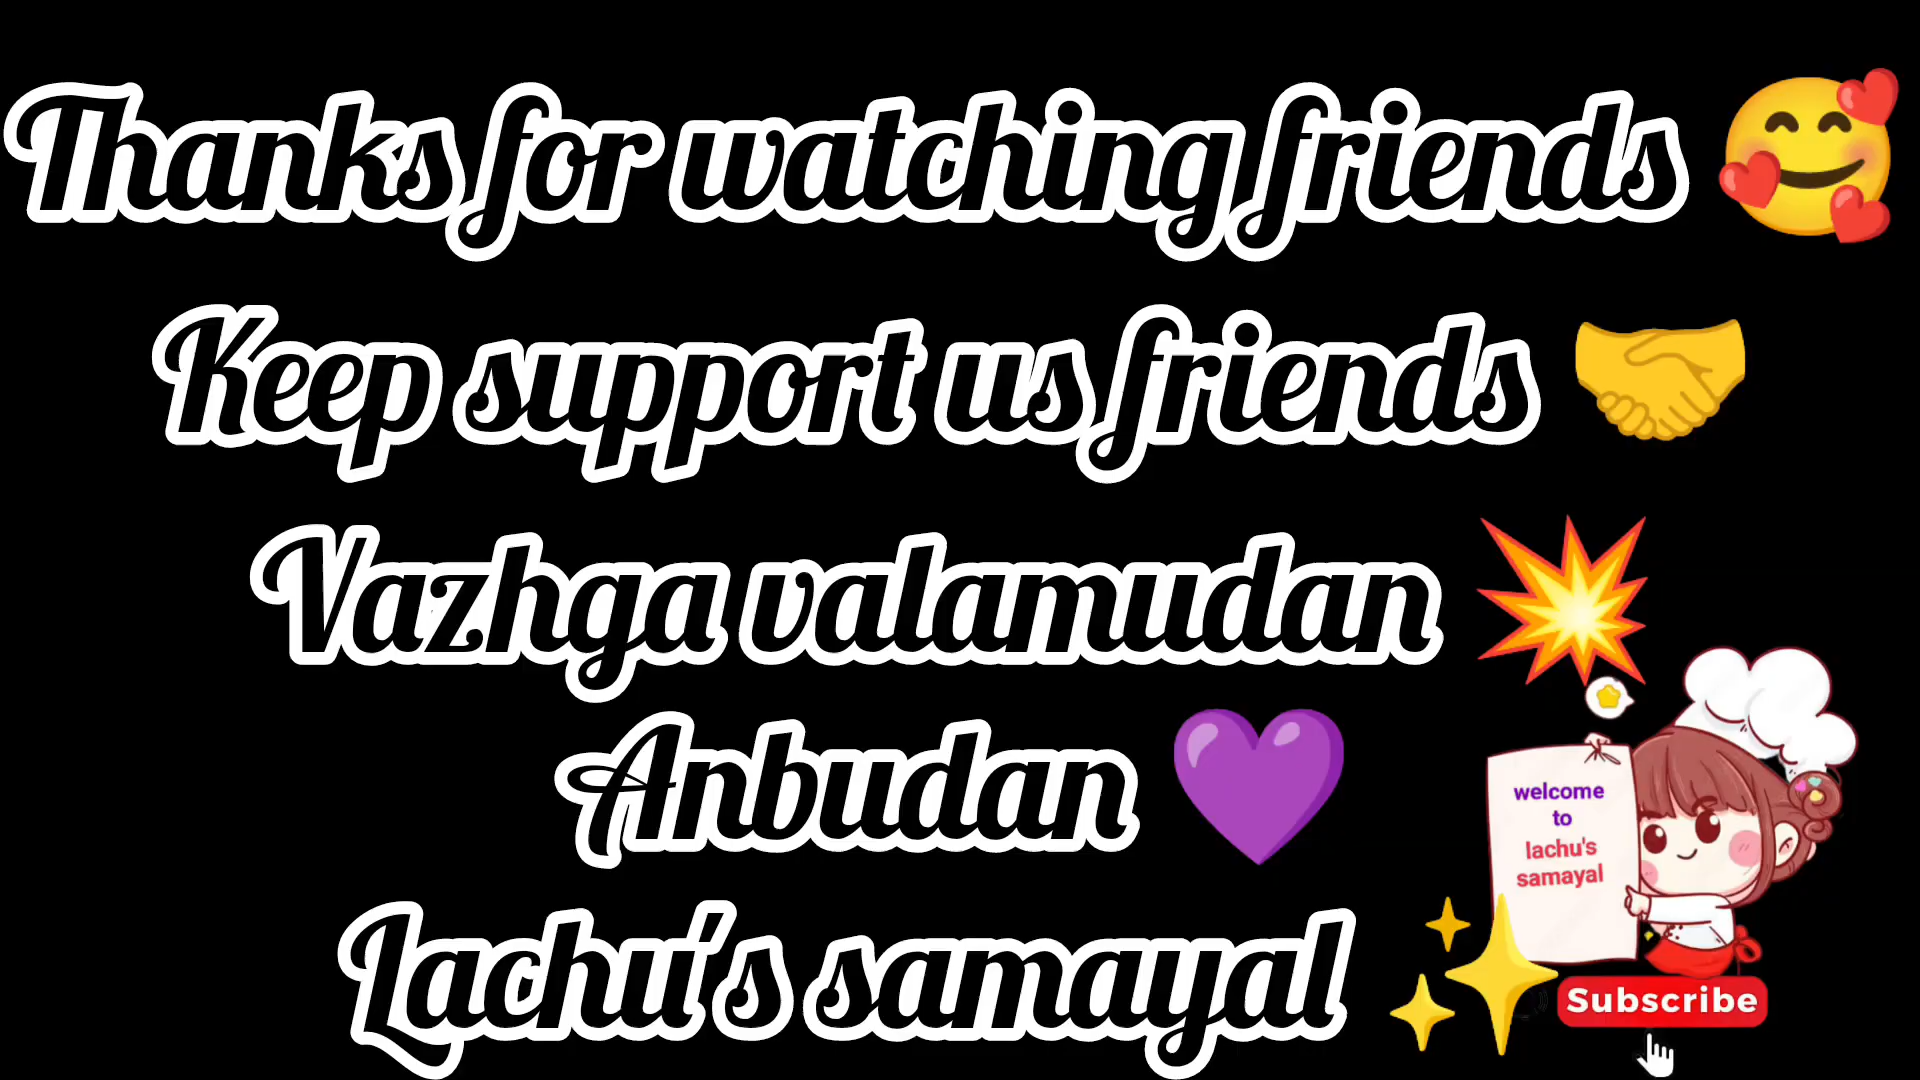 Thanks for watching friends 🥰
Keep support us friends 🤝
Vazhga valamudan 💥
Anbudan 💜
Lachu's samayal ✨
welcome
to
lachu's
samayal
Subscribe